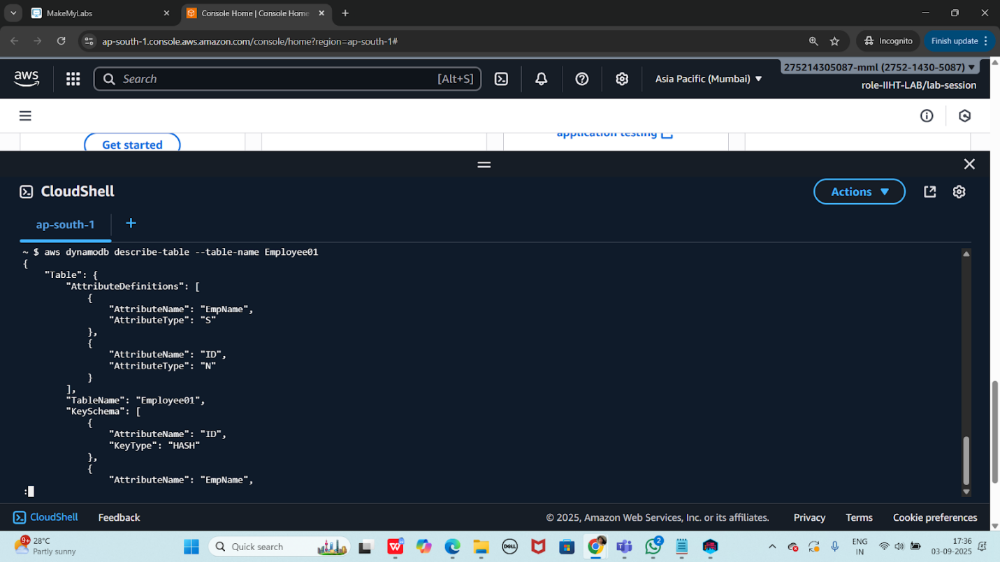 MakeMyLabs
Console Home | Console Home
ap-south-1.console.aws.amazon.com/console/home?region=ap-south-1#
Incognito
Finish update
aws
Search
[Alt+S]
Asia Pacific (Mumbai)
275214305087-mml (2752-1430-5087)
role-IIHT-LAB/lab-session
Get started
application testing
CloudShell
Actions
ap-south-1
~ $ aws dynamodb describe-table --table-name Employee01
{
"Table": {
"AttributeDefinitions": [
{
"AttributeName": "EmpName",
"AttributeType": "S"
},
{
"AttributeName": "ID",
"AttributeType": "N"
}
],
"TableName": "Employee01",
"KeySchema": [
{
"AttributeName": "ID",
"KeyType": "HASH"
},
{
"AttributeName": "EmpName",
:
CloudShell
Feedback
© 2025, Amazon Web Services, Inc. or its affiliates.
Privacy
Terms
Cookie preferences
9+
28°C
Partly sunny
Search
DELL
2
ENG
IN
17:36
03-09-2025